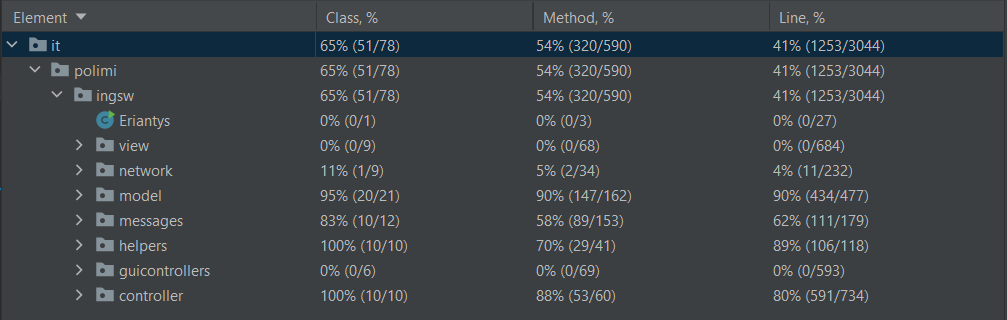 Element Class, % Method, % Line, %
it 65% (51/78) 54% (320/590) 41% (1253/3044)
polimi 65% (51/78) 54% (320/590) 41% (1253/3044)
ingsw 65% (51/78) 54% (320/590) 41% (1253/3044)
Eriantys 0% (0/1) 0% (0/3) 0% (0/27)
view 0% (0/9) 0% (0/68) 0% (0/684)
network 11% (1/9) 5% (2/34) 4% (11/232)
model 95% (20/21) 90% (147/162) 90% (434/477)
messages 83% (10/12) 58% (89/153) 62% (111/179)
helpers 100% (10/10) 70% (29/41) 89% (106/118)
guicontrollers 0% (0/6) 0% (0/69) 0% (0/593)
controller 100% (10/10) 88% (53/60) 80% (591/734)